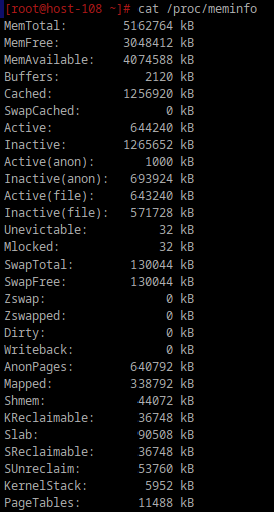 [root@host-108 ~]# cat /proc/meminfo
MemTotal:        5162764 kB
MemFree:         3048412 kB
MemAvailable:    4074588 kB
Buffers:            2120 kB
Cached:          1256920 kB
SwapCached:            0 kB
Active:           644240 kB
Inactive:        1265652 kB
Active(anon):       1000 kB
Inactive(anon):   693924 kB
Active(file):     643240 kB
Inactive(file):   571728 kB
Unevictable:          32 kB
Mlocked:              32 kB
SwapTotal:        130044 kB
SwapFree:         130044 kB
Zswap:                 0 kB
Zswapped:              0 kB
Dirty:                 0 kB
Writeback:             0 kB
AnonPages:        640792 kB
Mapped:           338792 kB
Shmem:             44072 kB
KReclaimable:      36748 kB
Slab:              90508 kB
SReclaimable:      36748 kB
SUnreclaim:        53760 kB
KernelStack:        5952 kB
PageTables:        11488 kB